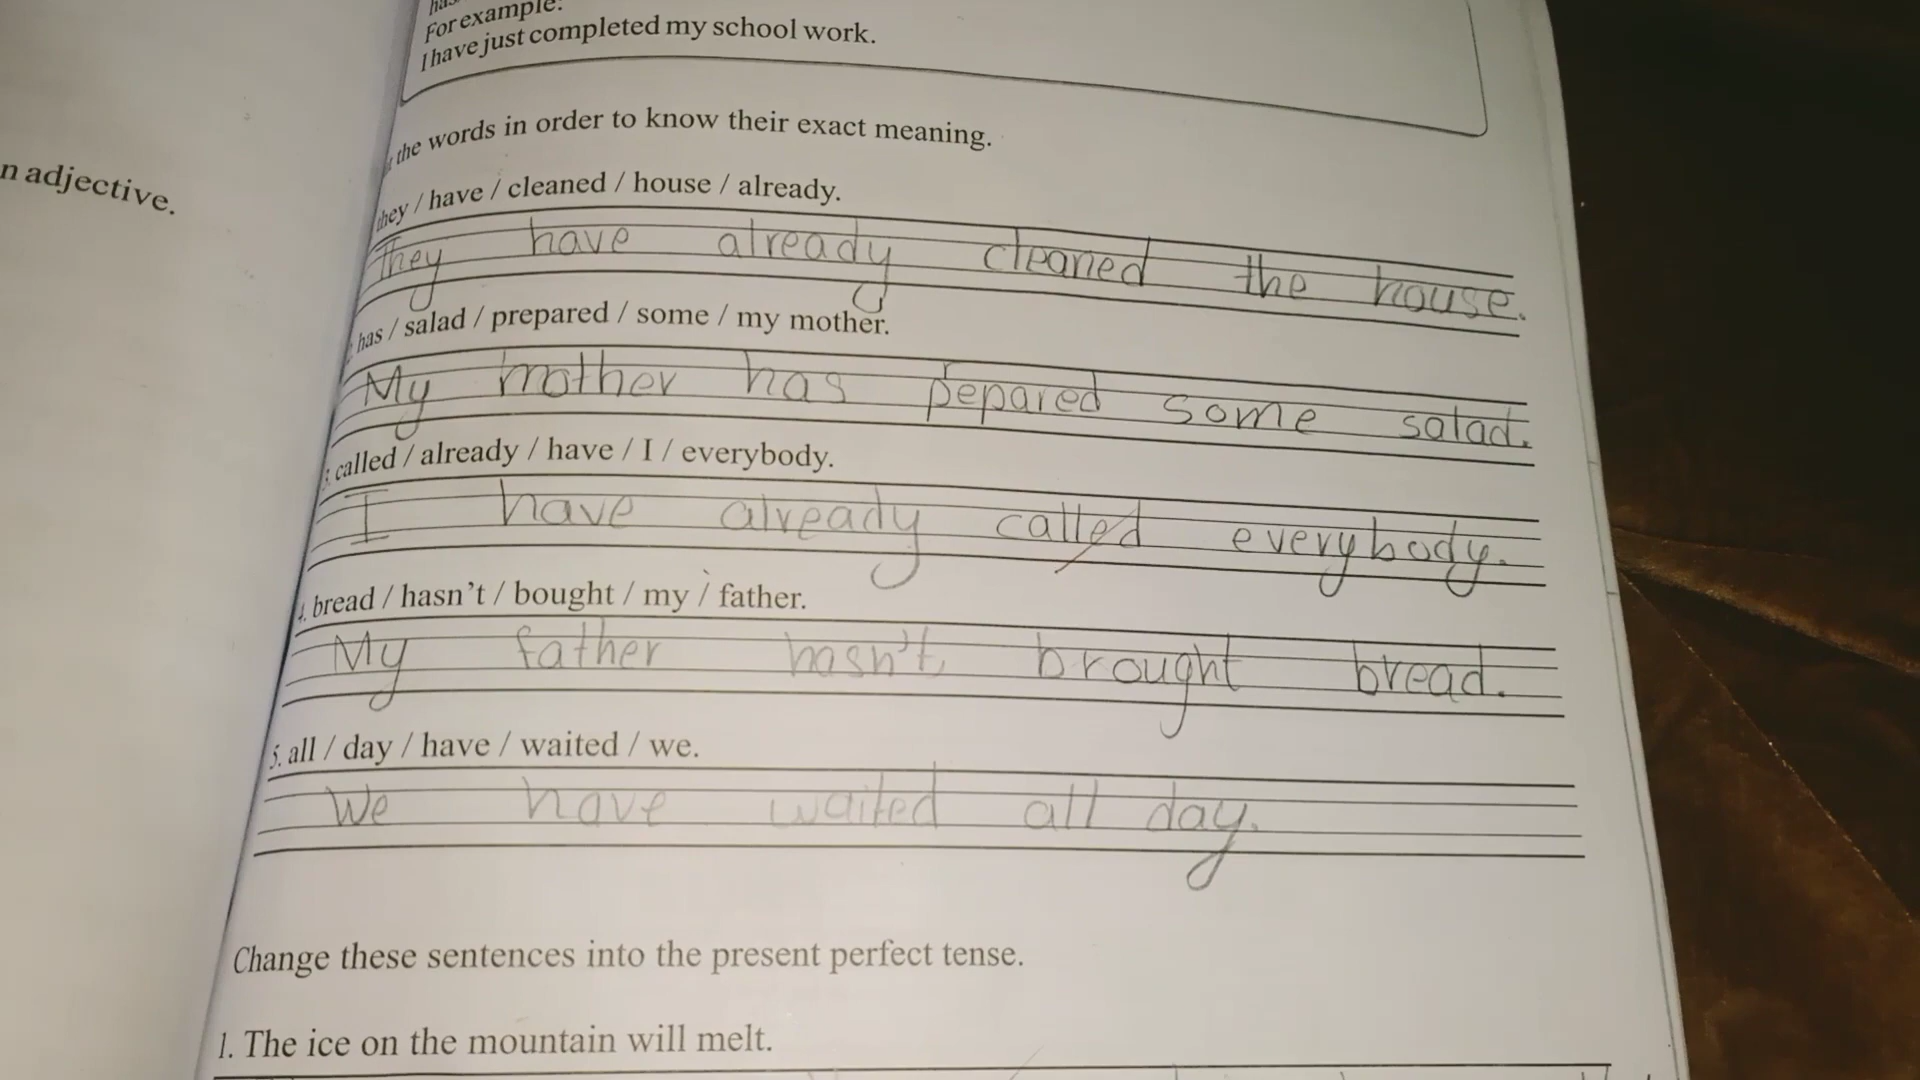 For example:
I have just completed my school work.
the words in order to know their exact meaning.
n adjective.
they / have / cleaned / house / already.
They have already cleaned the house.
has / salad / prepared / some / my mother.
My mother has prepared some salad.
called / already / have / I / everybody.
I have already called everybody.
4. bread / hasn't / bought / my / father.
My father hasn't brought bread.
5. all / day / have / waited / we.
We have waited all day.
Change these sentences into the present perfect tense.
1. The ice on the mountain will melt.